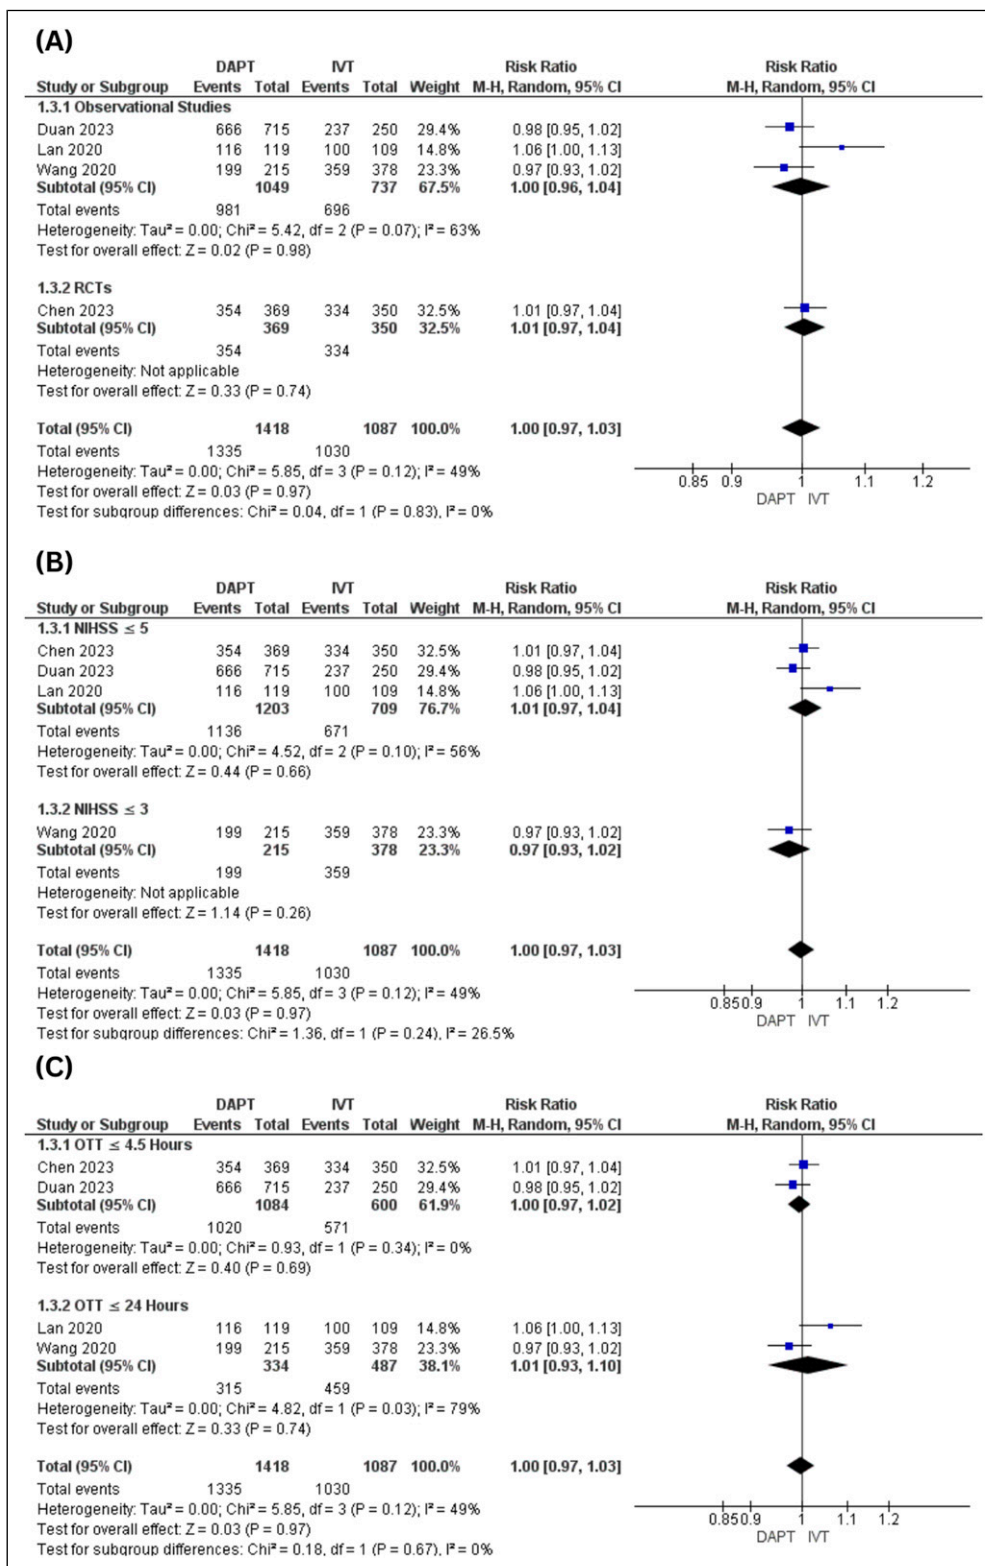 (A)
DAPT IVT Risk Ratio Risk Ratio
Study or Subgroup Events Total Events Total Weight M-H, Random, 95% CI M-H, Random, 95% CI
1.3.1 Observational Studies
Duan 2023 666 715 237 250 29.4% 0.98 [0.95, 1.02]
Lan 2020 116 119 100 109 14.8% 1.06 [1.00, 1.13]
Wang 2020 199 215 359 378 23.3% 0.97 [0.93, 1.02]
Subtotal (95% CI) 1049 737 67.5% 1.00 [0.96, 1.04]
Total events 981 696
Heterogeneity: Tau² = 0.00; Chi² = 5.42, df = 2 (P = 0.07); I² = 63%
Test for overall effect: Z = 0.02 (P = 0.98)
1.3.2 RCTs
Chen 2023 354 369 334 350 32.5% 1.01 [0.97, 1.04]
Subtotal (95% CI) 369 350 32.5% 1.01 [0.97, 1.04]
Total events 354 334
Heterogeneity: Not applicable
Test for overall effect: Z = 0.33 (P = 0.74)
Total (95% CI) 1418 1087 100.0% 1.00 [0.97, 1.03]
Total events 1335 1030
Heterogeneity: Tau² = 0.00; Chi² = 5.85, df = 3 (P = 0.12); I² = 49%
Test for overall effect: Z = 0.03 (P = 0.97)
Test for subgroup differences: Chi² = 0.04, df = 1 (P = 0.83), I² = 0%
0.85 0.9 1 1.1 1.2
DAPT IVT
(B)
DAPT IVT Risk Ratio Risk Ratio
Study or Subgroup Events Total Events Total Weight M-H, Random, 95% CI M-H, Random, 95% CI
1.3.1 NIHSS ≤ 5
Chen 2023 354 369 334 350 32.5% 1.01 [0.97, 1.04]
Duan 2023 666 715 237 250 29.4% 0.98 [0.95, 1.02]
Lan 2020 116 119 100 109 14.8% 1.06 [1.00, 1.13]
Subtotal (95% CI) 1203 709 76.7% 1.01 [0.97, 1.04]
Total events 1136 671
Heterogeneity: Tau² = 0.00; Chi² = 4.52, df = 2 (P = 0.10); I² = 56%
Test for overall effect: Z = 0.44 (P = 0.66)
1.3.2 NIHSS ≤ 3
Wang 2020 199 215 359 378 23.3% 0.97 [0.93, 1.02]
Subtotal (95% CI) 215 378 23.3% 0.97 [0.93, 1.02]
Total events 199 359
Heterogeneity: Not applicable
Test for overall effect: Z = 1.14 (P = 0.26)
Total (95% CI) 1418 1087 100.0% 1.00 [0.97, 1.03]
Total events 1335 1030
Heterogeneity: Tau² = 0.00; Chi² = 5.85, df = 3 (P = 0.12); I² = 49%
Test for overall effect: Z = 0.03 (P = 0.97)
Test for subgroup differences: Chi² = 1.36, df = 1 (P = 0.24), I² = 26.5%
0.85 0.9 1 1.1 1.2
DAPT IVT
(C)
DAPT IVT Risk Ratio Risk Ratio
Study or Subgroup Events Total Events Total Weight M-H, Random, 95% CI M-H, Random, 95% CI
1.3.1 OTT ≤ 4.5 Hours
Chen 2023 354 369 334 350 32.5% 1.01 [0.97, 1.04]
Duan 2023 666 715 237 250 29.4% 0.98 [0.95, 1.02]
Subtotal (95% CI) 1084 600 61.9% 1.00 [0.97, 1.02]
Total events 1020 571
Heterogeneity: Tau² = 0.00; Chi² = 0.93, df = 1 (P = 0.34); I² = 0%
Test for overall effect: Z = 0.40 (P = 0.69)
1.3.2 OTT ≤ 24 Hours
Lan 2020 116 119 100 109 14.8% 1.06 [1.00, 1.13]
Wang 2020 199 215 359 378 23.3% 0.97 [0.93, 1.02]
Subtotal (95% CI) 334 487 38.1% 1.01 [0.93, 1.10]
Total events 315 459
Heterogeneity: Tau² = 0.00; Chi² = 4.82, df = 1 (P = 0.03); I² = 79%
Test for overall effect: Z = 0.33 (P = 0.74)
Total (95% CI) 1418 1087 100.0% 1.00 [0.97, 1.03]
Total events 1335 1030
Heterogeneity: Tau² = 0.00; Chi² = 5.85, df = 3 (P = 0.12); I² = 49%
Test for overall effect: Z = 0.03 (P = 0.97)
Test for subgroup differences: Chi² = 0.18, df = 1 (P = 0.67), I² = 0%
0.85 0.9 1 1.1 1.2
DAPT IVT